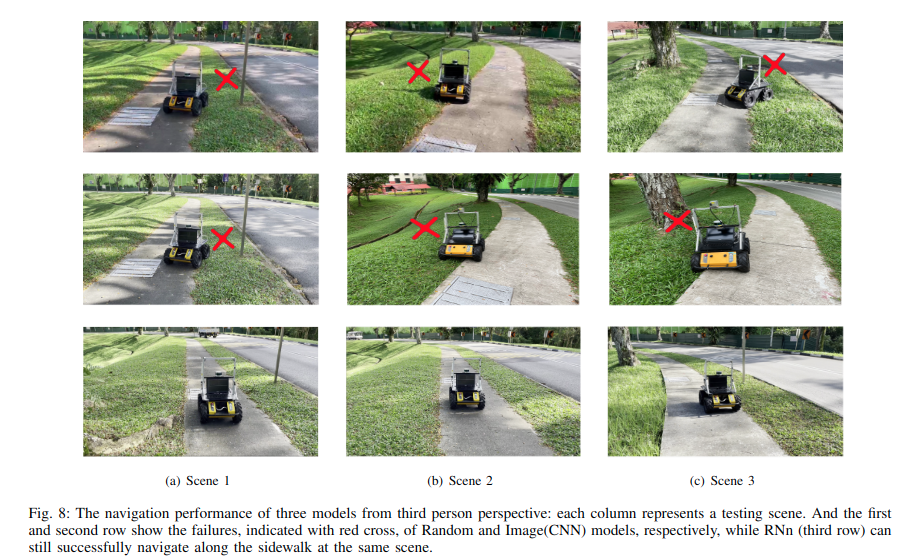 (a) Scene 1
(b) Scene 2
(c) Scene 3
Fig. 8: The navigation performance of three models from third person perspective: each column represents a testing scene. And the first
and second row show the failures, indicated with red cross, of Random and Image(CNN) models, respectively, while RNn (third row) can
still successfully navigate along the sidewalk at the same scene.